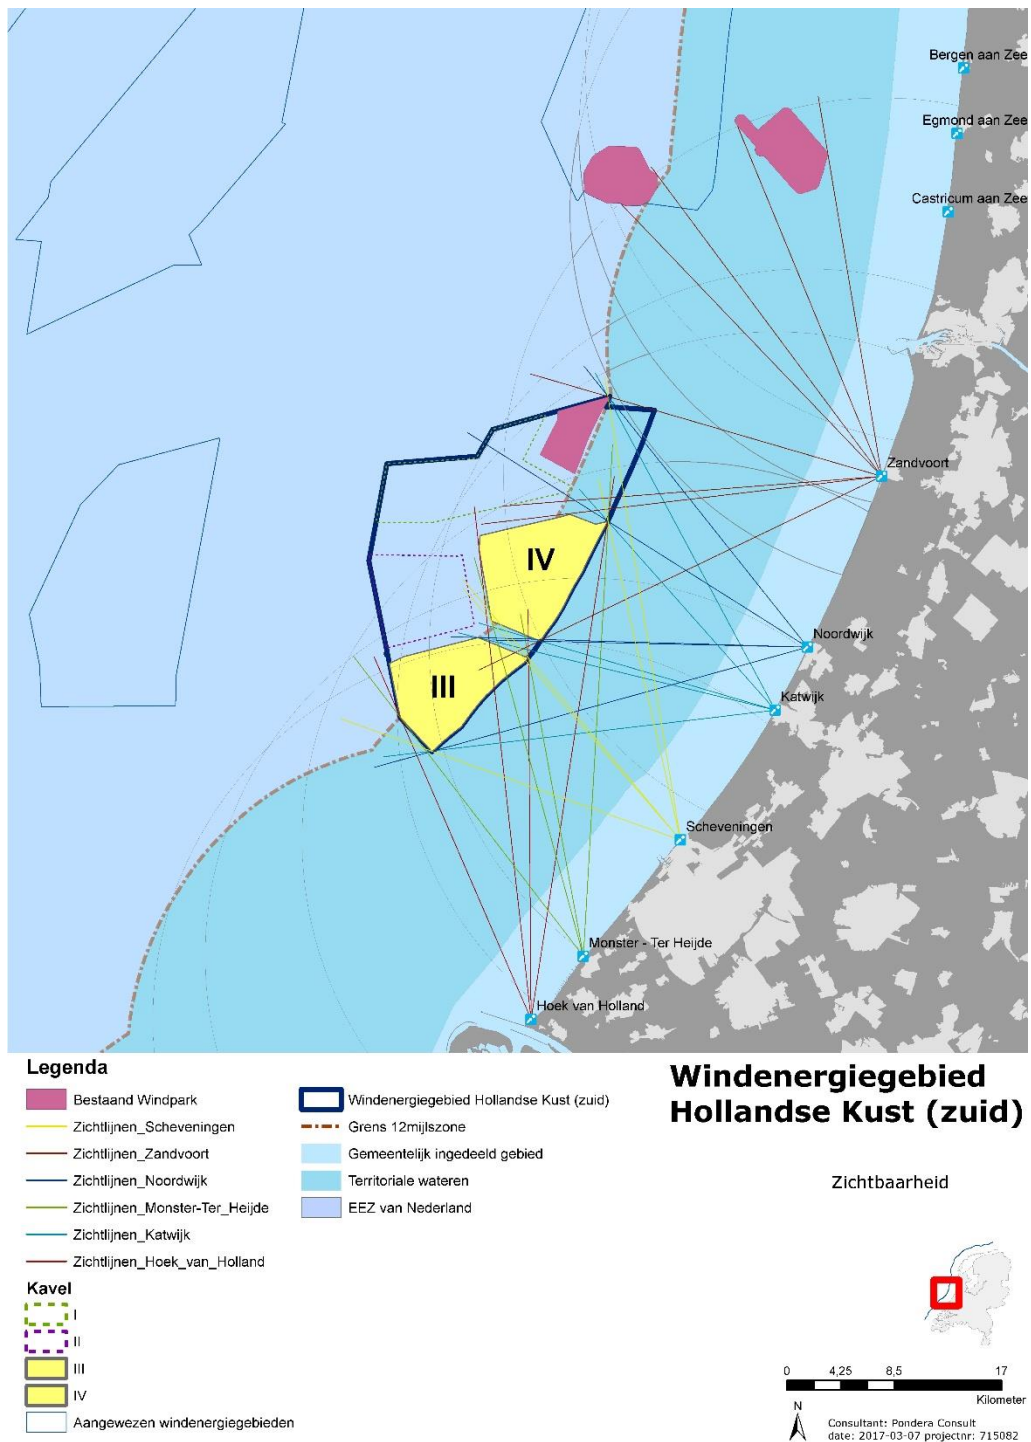 Bergen aan Zee
Egmond aan Zee
Castricum aan Zee
Zandvoort
IV
Noordwijk
III
Katwijk
Scheveningen
Monster - Ter Heijde
Hoek van Holland
Legenda
Bestaand Windpark
Zichtlijnen_Scheveningen
Zichtlijnen_Zandvoort
Zichtlijnen_Noordwijk
Zichtlijnen_Monster-Ter_Heijde
Zichtlijnen_Katwijk
Zichtlijnen_Hoek_van_Holland
Kavel
I
II
III
IV
Aangewezen windenergiegebieden
Windenergiegebied Hollandse Kust (zuid)
Grens 12mijlszone
Gemeentelijk ingedeeld gebied
Territoriale wateren
EEZ van Nederland
Windenergiegebied
Hollandse Kust (zuid)
Zichtbaarheid
0 4,25 8,5 17
Kilometer
N
Consultant: Pondera Consult
date: 2017-03-07 projectnr: 715082